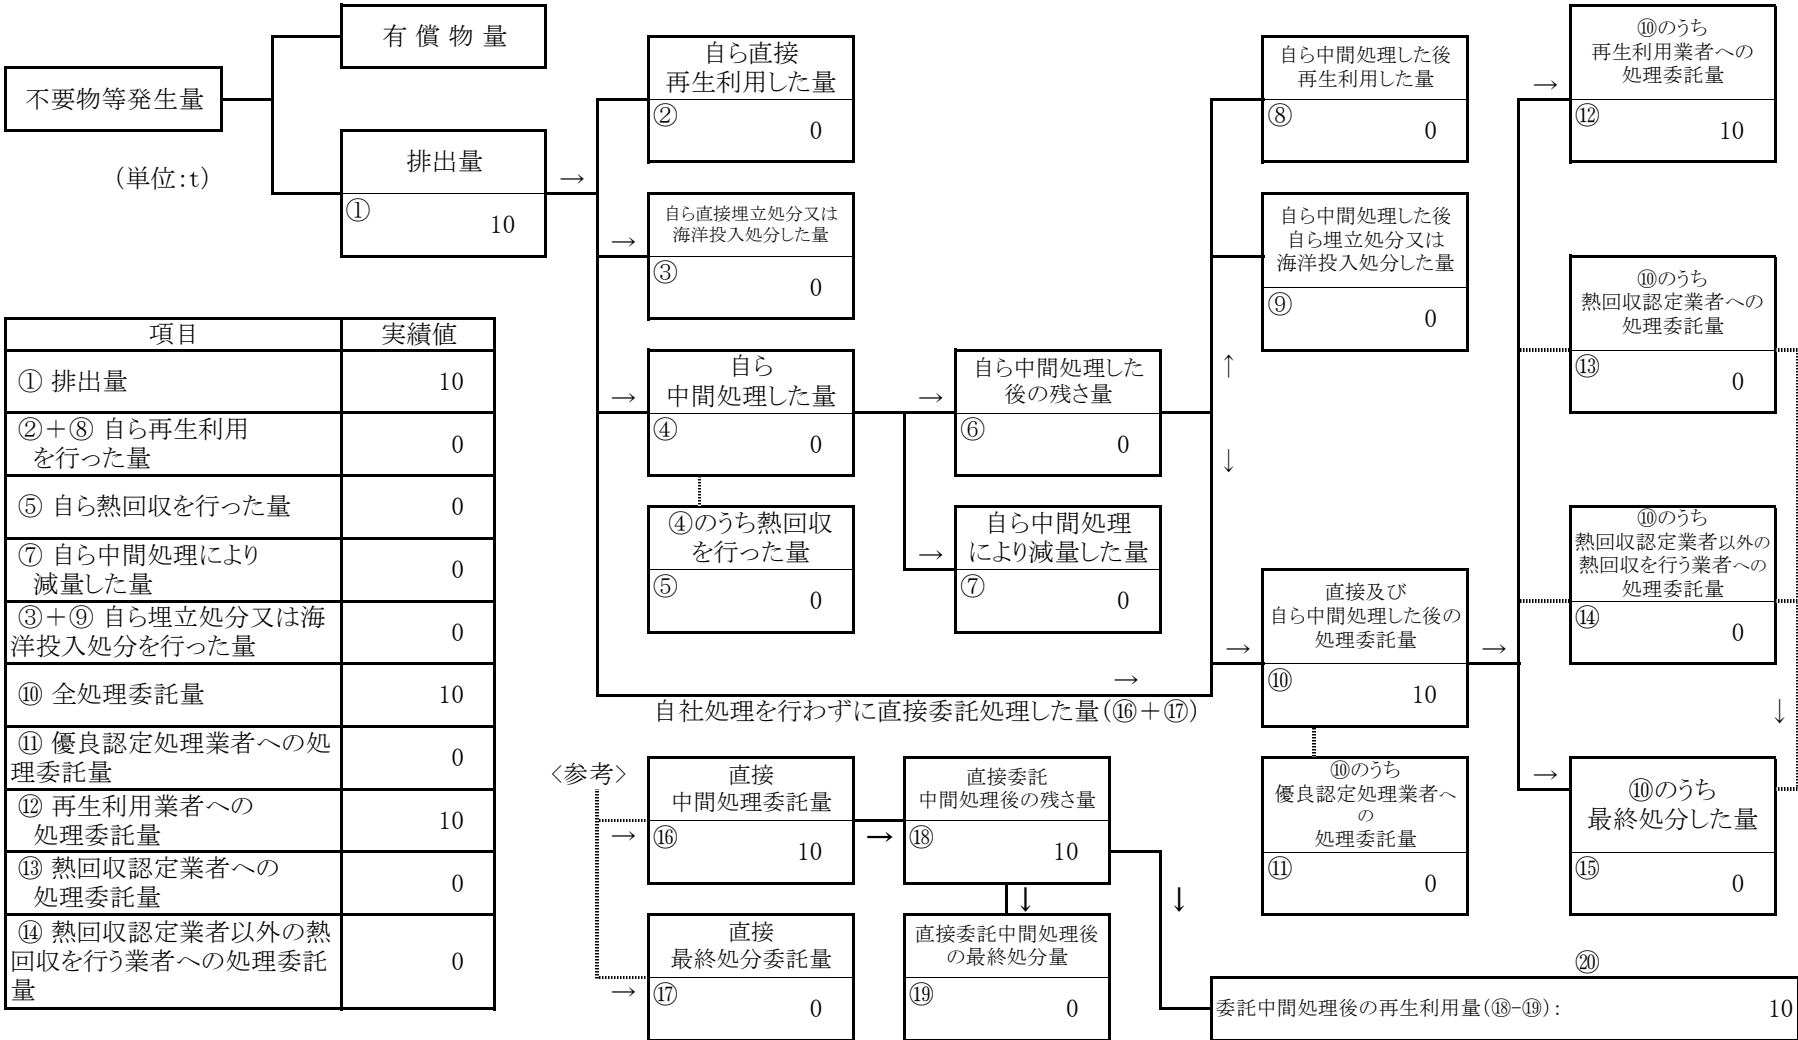 不要物等発生量
(単位:t)
有 償 物 量
排出量
①
10
→
自ら直接
再生利用した量
②
0
→
自ら直接埋立処分又は
海洋投入処分した量
③
0
→
自ら
中間処理した量
④
0
④のうち熱回収
を行った量
⑤
0
→
自ら中間処理した
後の残さ量
⑥
0
→
自ら中間処理
により減量した量
⑦
0
↑
↓
自ら中間処理した後
再生利用した量
⑧
0
自ら中間処理した後
自ら埋立処分又は
海洋投入処分した量
⑨
0
→
自社処理を行わずに直接委託処理した量(⑯+⑰)
→
直接及び
自ら中間処理した後の
処理委託量
⑩
10
⑩のうち
優良認定処理業者へ
の
処理委託量
⑪
0
→
→
⑩のうち
再生利用業者への
処理委託量
⑫
10
⑩のうち
熱回収認定業者への
処理委託量
⑬
0
⑩のうち
熱回収認定業者以外の
熱回収を行う業者への
処理委託量
⑭
0
↓
→
⑩のうち
最終処分した量
⑮
0
項目 実績値
① 排出量 10
②+⑧ 自ら再生利用
を行った量 0
⑤ 自ら熱回収を行った量 0
⑦ 自ら中間処理により
減量した量 0
③+⑨ 自ら埋立処分又は海
洋投入処分を行った量 0
⑩ 全処理委託量 10
⑪ 優良認定処理業者への処
理委託量 0
⑫ 再生利用業者への
処理委託量 10
⑬ 熱回収認定業者への
処理委託量 0
⑭ 熱回収認定業者以外の熱
回収を行う業者への処理委託
量 0
<参考>
→
直接
中間処理委託量
⑯
10
→
直接委託
中間処理後の残さ量
⑱
10
↓
↓
→
直接
最終処分委託量
⑰
0
直接委託中間処理後
の最終処分量
⑲
0
⑳
委託中間処理後の再生利用量(⑱-⑲): 10